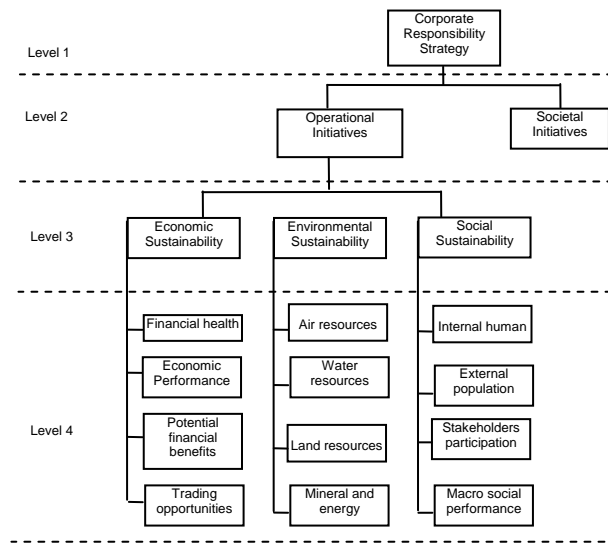 Corporate
Responsibility
Strategy
Level 1
Level 2
Operational
Initiatives
Societal
Initiatives
Level 3
Economic
Sustainability
Environmental
Sustainability
Social
Sustainability
Level 4
Financial health
Economic
Performance
Potential
financial
benefits
Trading
opportunities
Air resources
Water
resources
Land resources
Mineral and
energy
Internal human
External
population
Stakeholders
participation
Macro social
performance